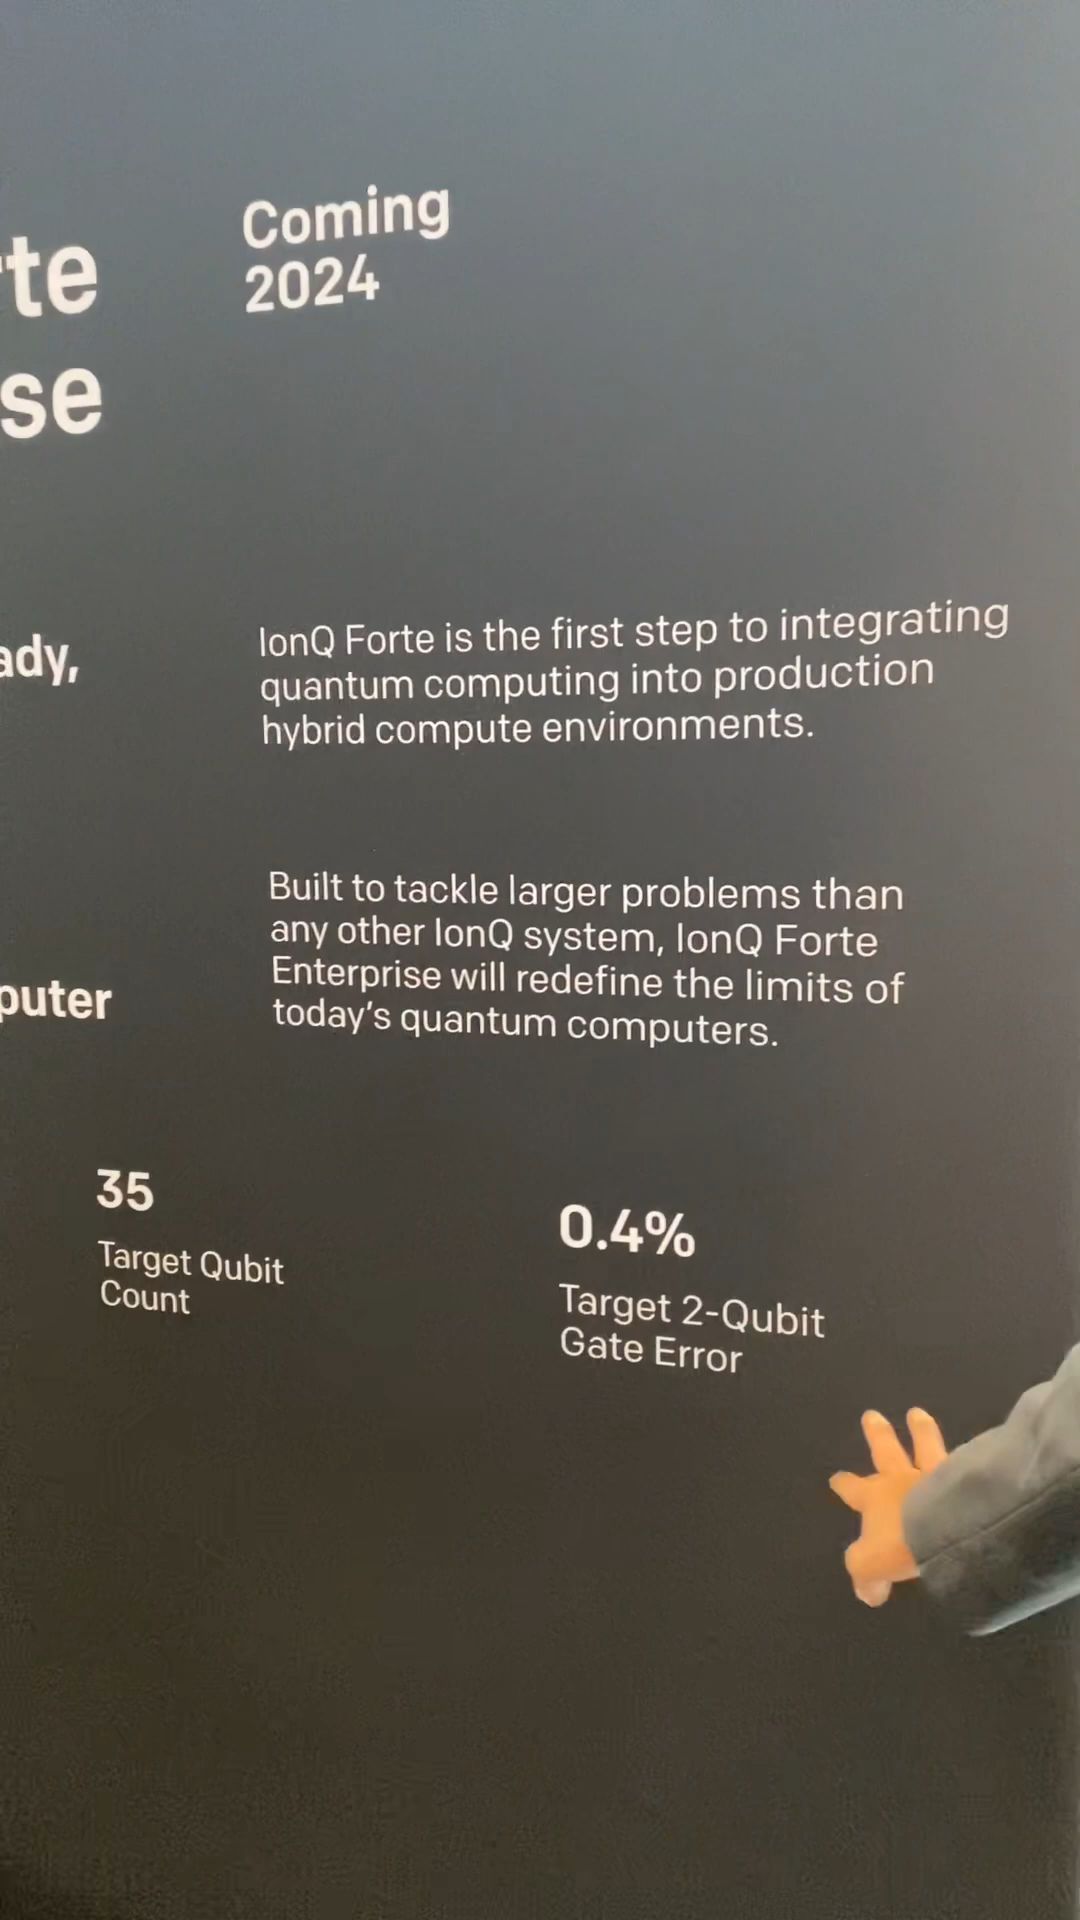 Coming
2024
rte
se
ady,
IonQ Forte is the first step to integrating
quantum computing into production
hybrid compute environments.
Built to tackle larger problems than
any other IonQ system, IonQ Forte
Enterprise will redefine the limits of
today's quantum computers.
puter
35
Target Qubit
Count
0.4%
Target 2-Qubit
Gate Error